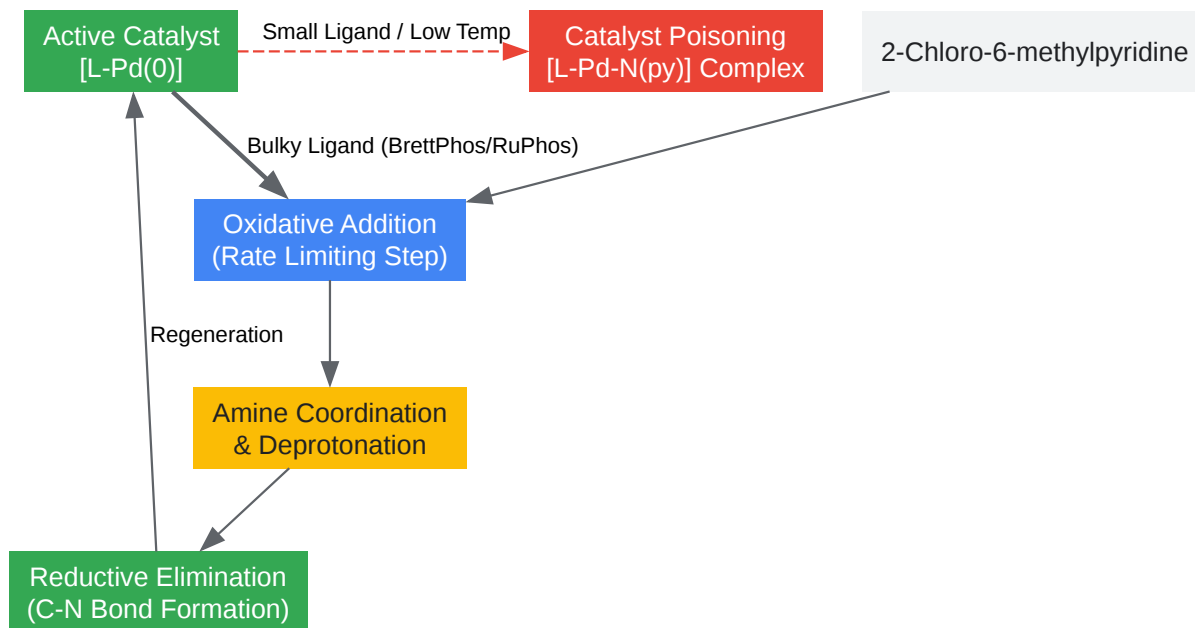 Active Catalyst
[L-Pd(0)]
Small Ligand / Low Temp
Catalyst Poisoning
[L-Pd-N(py)] Complex
2-Chloro-6-methylpyridine
Bulky Ligand (BrettPhos/RuPhos)
Oxidative Addition
(Rate Limiting Step)
Regeneration
Amine Coordination
& Deprotonation
Reductive Elimination
(C-N Bond Formation)